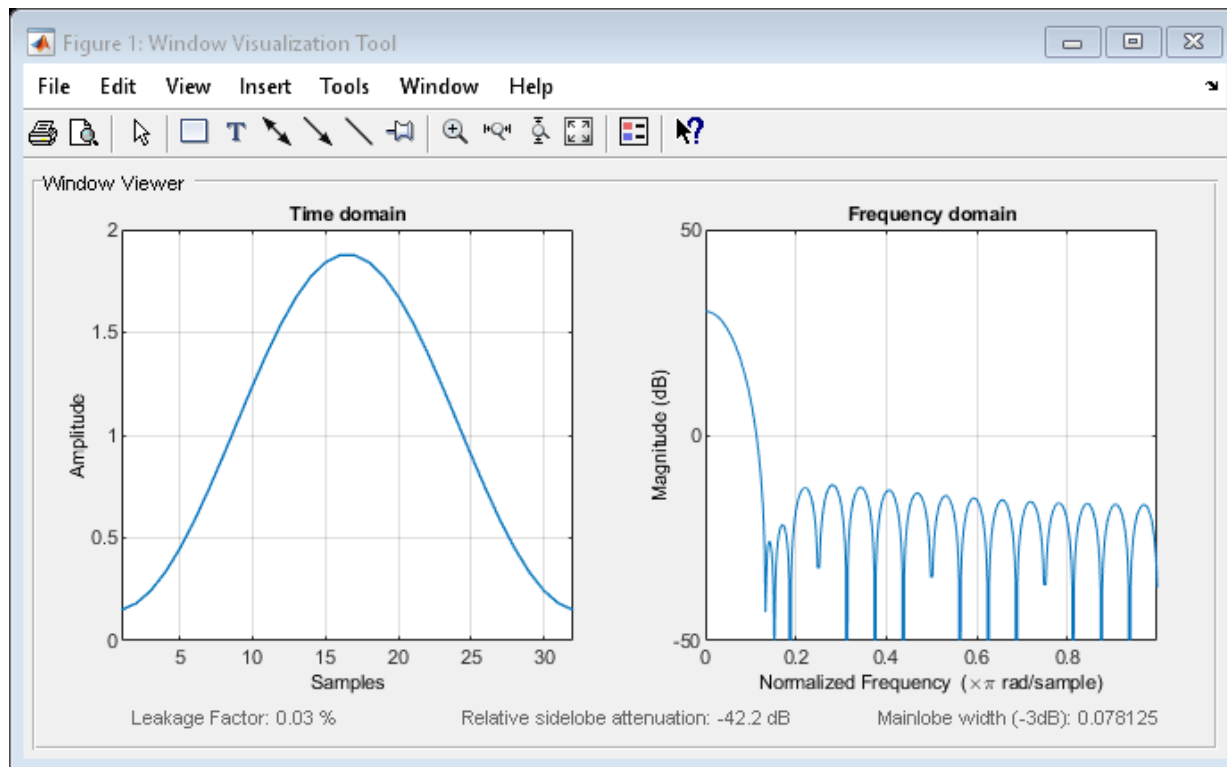 Figure 1: Window Visualization Tool
File Edit View Insert Tools Window Help
T
?
Window Viewer
Time domain
2
1.5
1
0.5
0
5 10 15 20 25 30
Amplitude
Samples
Frequency domain
50
0
-50
0 0.2 0.4 0.6 0.8
Magnitude (dB)
Normalized Frequency (×π rad/sample)
Leakage Factor: 0.03 %
Relative sidelobe attenuation: -42.2 dB
Mainlobe width (-3dB): 0.078125